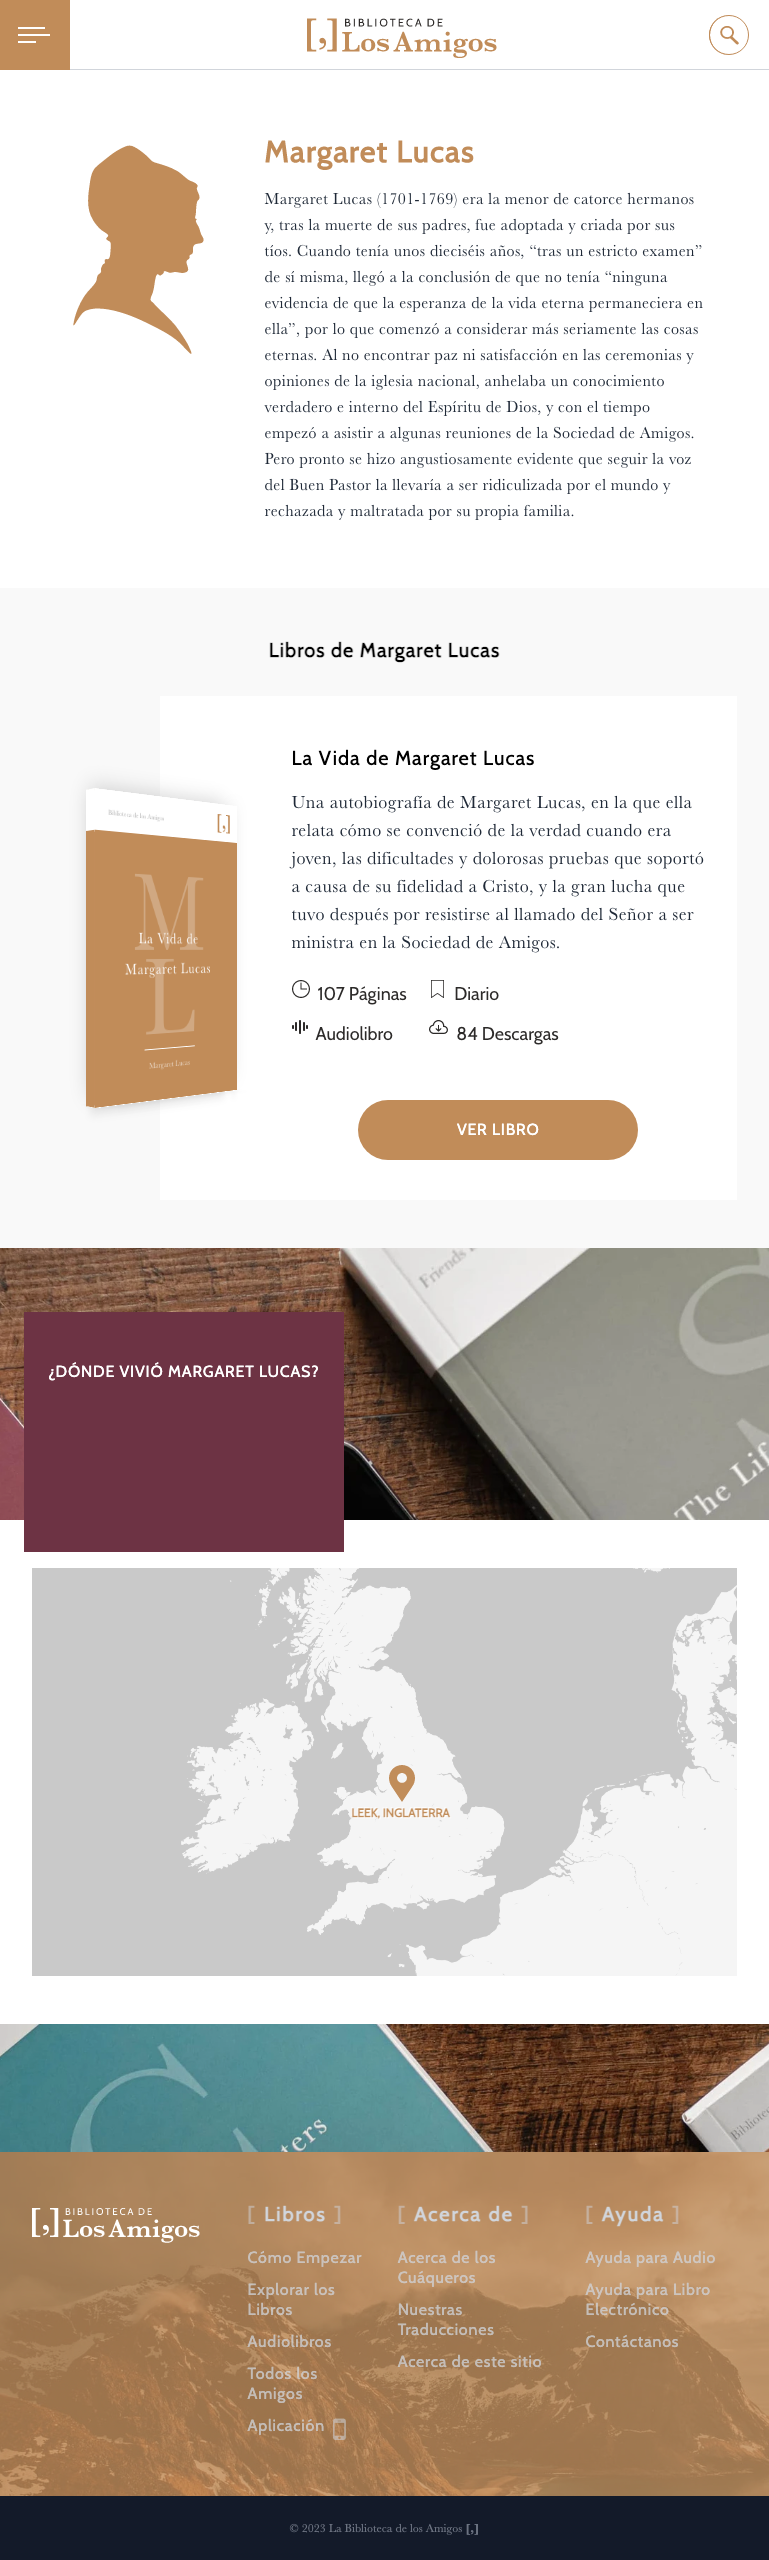 BIBLIOTECA DE
[,] Los Amigos
Margaret Lucas
Margaret Lucas (1701-1769) era la menor de catorce hermanos
y, tras la muerte de sus padres, fue adoptada y criada por sus
tíos. Cuando tenía unos dieciséis años, “tras un estricto examen”
de sí misma, llegó a la conclusión de que no tenía “ninguna
evidencia de que la esperanza de la vida eterna permaneciera en
ella”, por lo que comenzó a considerar más seriamente las cosas
eternas. Al no encontrar paz ni satisfacción en las ceremonias y
opiniones de la iglesia nacional, anhelaba un conocimiento
verdadero e interno del Espíritu de Dios, y con el tiempo
empezó a asistir a algunas reuniones de la Sociedad de Amigos.
Pero pronto se hizo angustiosamente evidente que seguir la voz
del Buen Pastor la llevaría a ser ridiculizada por el mundo y
rechazada y maltratada por su propia familia.
Libros de Margaret Lucas
Biblioteca de los Amigos [,]
M
L
La Vida de
Margaret Lucas
Margaret Lucas
La Vida de Margaret Lucas
Una autobiografía de Margaret Lucas, en la que ella
relata cómo se convenció de la verdad cuando era
joven, las dificultades y dolorosas pruebas que soportó
a causa de su fidelidad a Cristo, y la gran lucha que
tuvo después por resistirse al llamado del Señor a ser
ministra en la Sociedad de Amigos.
107 Páginas Diario
Audiolibro 84 Descargas
VER LIBRO
Friends
S
The Lif
¿DÓNDE VIVIÓ MARGARET LUCAS?
LEEK, INGLATERRA
C
ters
Bibliotec
BIBLIOTECA DE
[,] Los Amigos
[ Libros ]
Cómo Empezar
Explorar los
Libros
Audiolibros
Todos los
Amigos
Aplicación
[ Acerca de ]
Acerca de los
Cuáqueros
Nuestras
Traducciones
Acerca de este sitio
[ Ayuda ]
Ayuda para Audio
Ayuda para Libro
Electrónico
Contáctanos
© 2023 La Biblioteca de los Amigos [,]